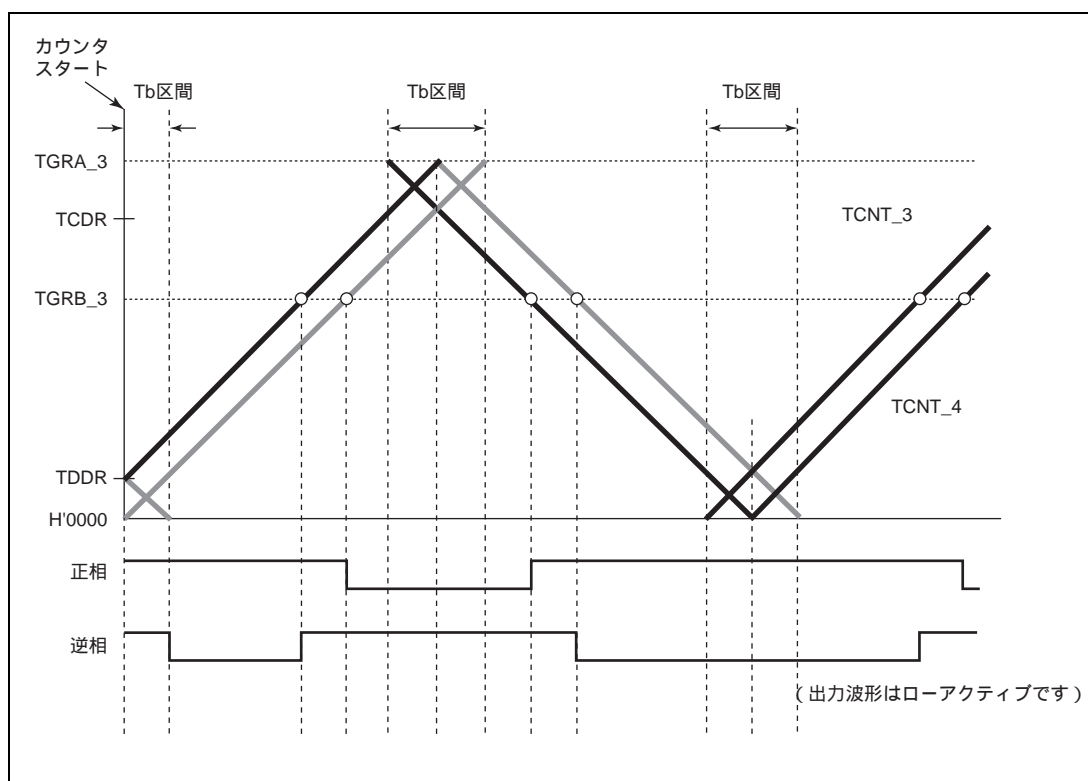 カウンタ
スタート
Tb区間
Tb区間
Tb区間
TGRA_3
TCDR
TCNT_3
TGRB_3
TCNT_4
TDDR
H'0000
正相
逆相
(出力波形はローアクティブです)